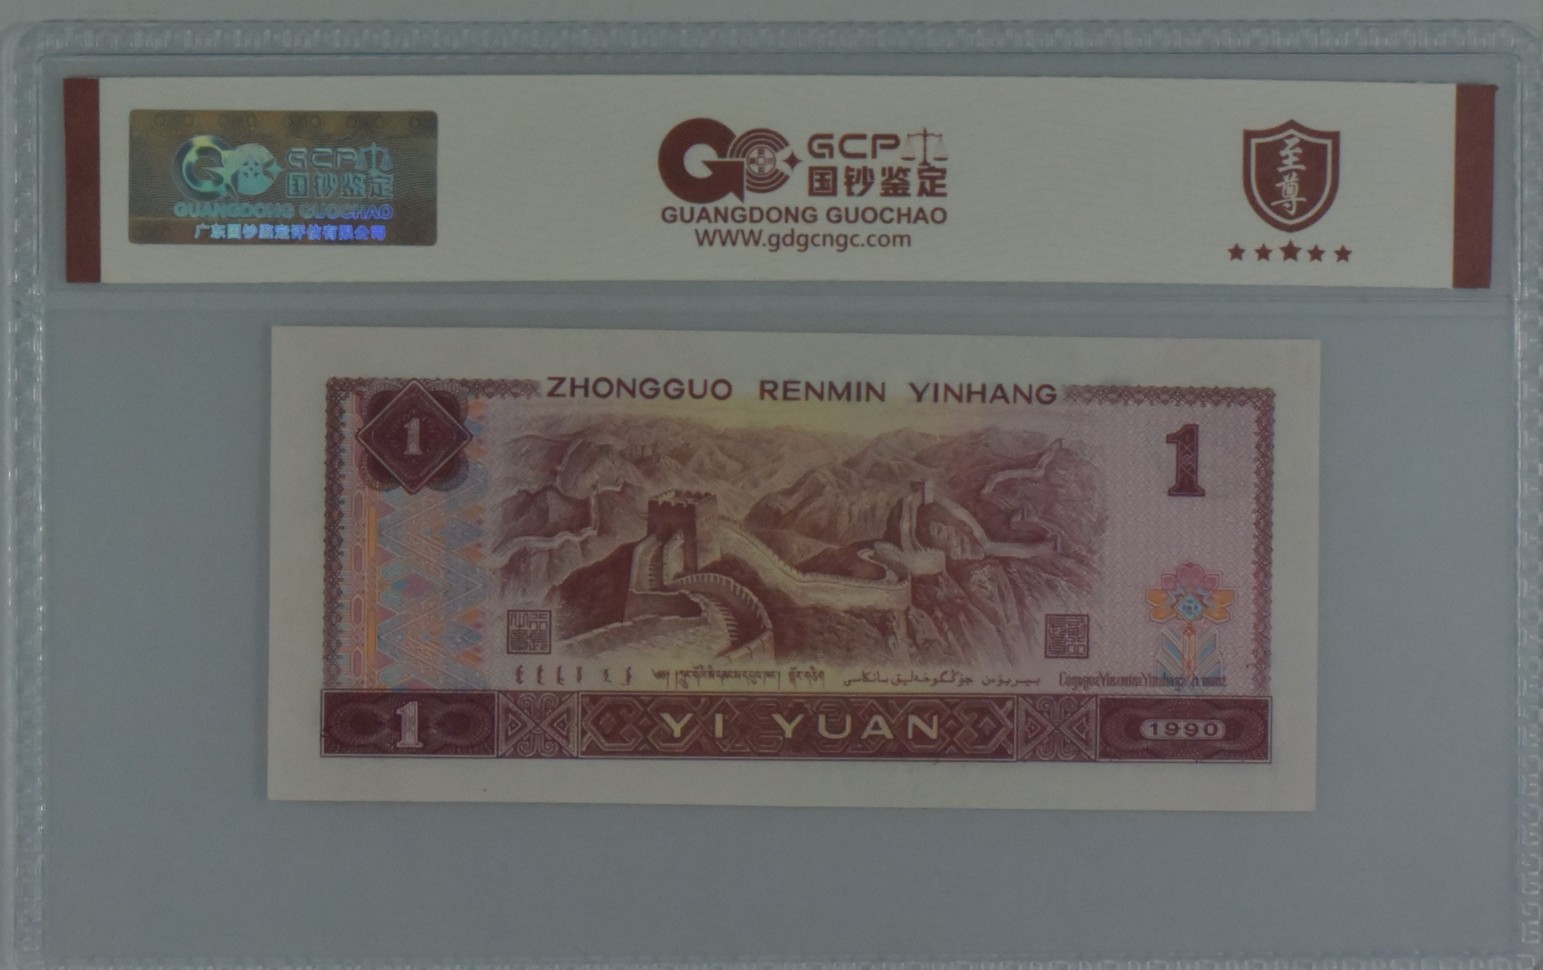 GCP
国钞鉴定
GUANGDONG GUOCHAO
广东国钞鉴定评估有限公司
GCP
国钞鉴定
GUANGDONG GUOCHAO
WWW.gdgcngc.com
至
尊
ZHONGGUO RENMIN YINHANG
1
1
1
YI YUAN
1990